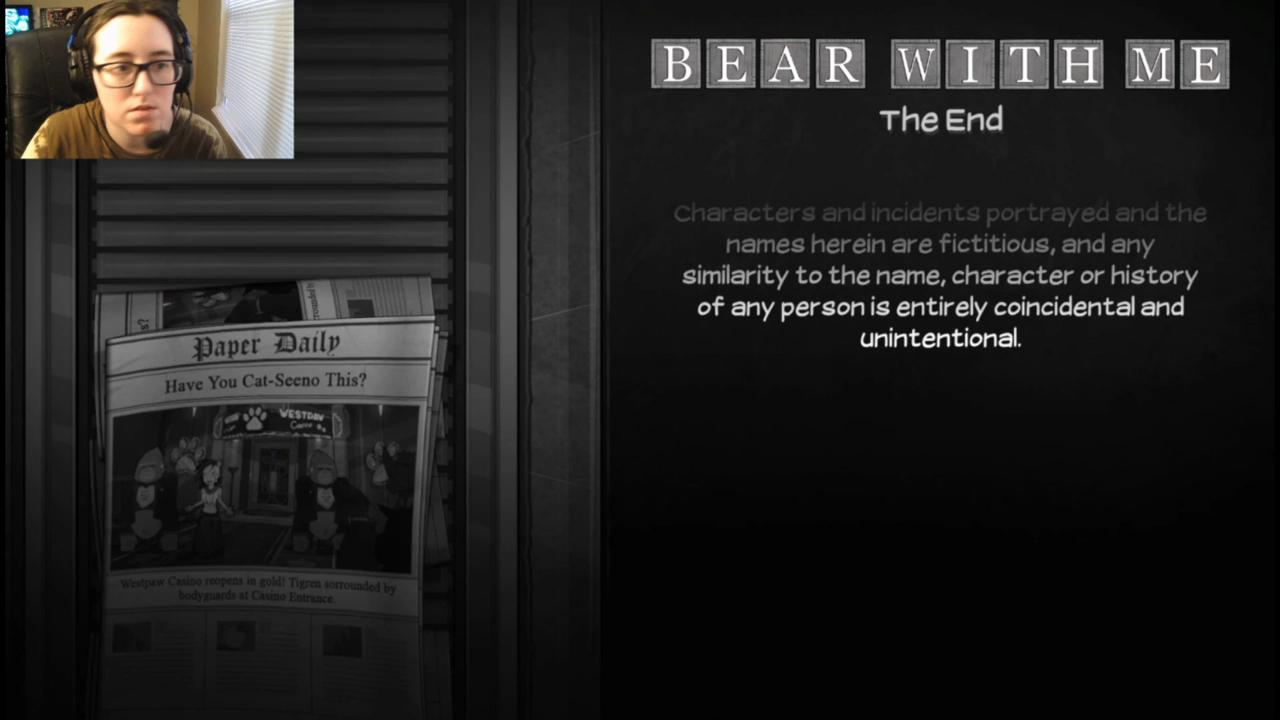 BEAR WITH ME
The End
Characters and incidents portrayed and the
names herein are fictitious, and any
similarity to the name, character or history
of any person is entirely coincidental and
unintentional.
Paper Daily
Have You Cat-Seeno This?
WESTPAW
Westpaw Casino reopens in gold! Tigren sorrounded by
bodyguards at Casino Entrance.